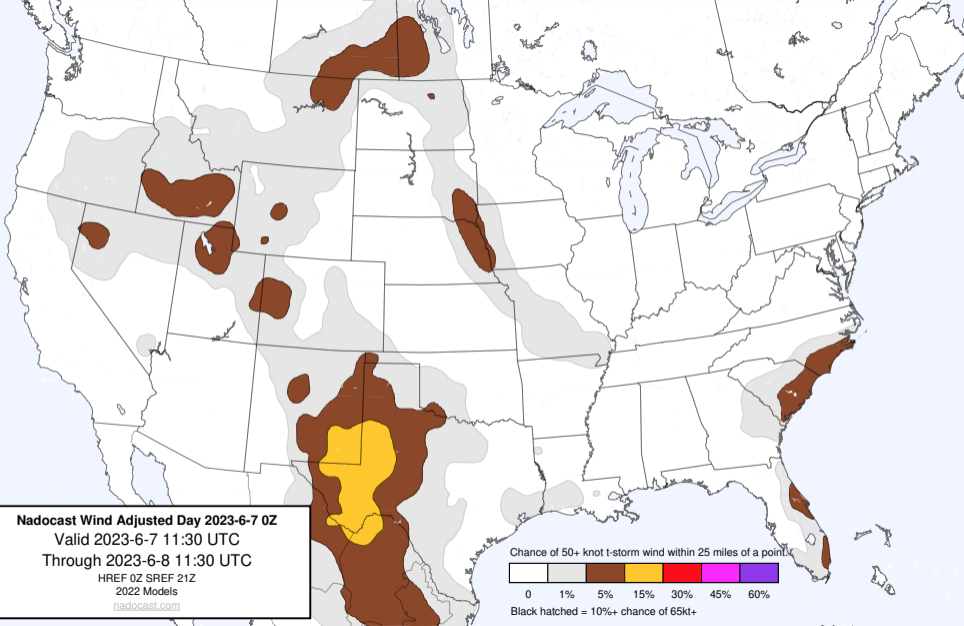 Nadocast Wind Adjusted Day 2023-6-7 0Z
Valid 2023-6-7 11:30 UTC
Through 2023-6-8 11:30 UTC
HREF 0Z SREF 21Z
2022 Models
nadocast.com
Chance of 50+ knot t-storm wind within 25 miles of a point.
0 1% 5% 15% 30% 45% 60%
Black hatched = 10%+ chance of 65kt+